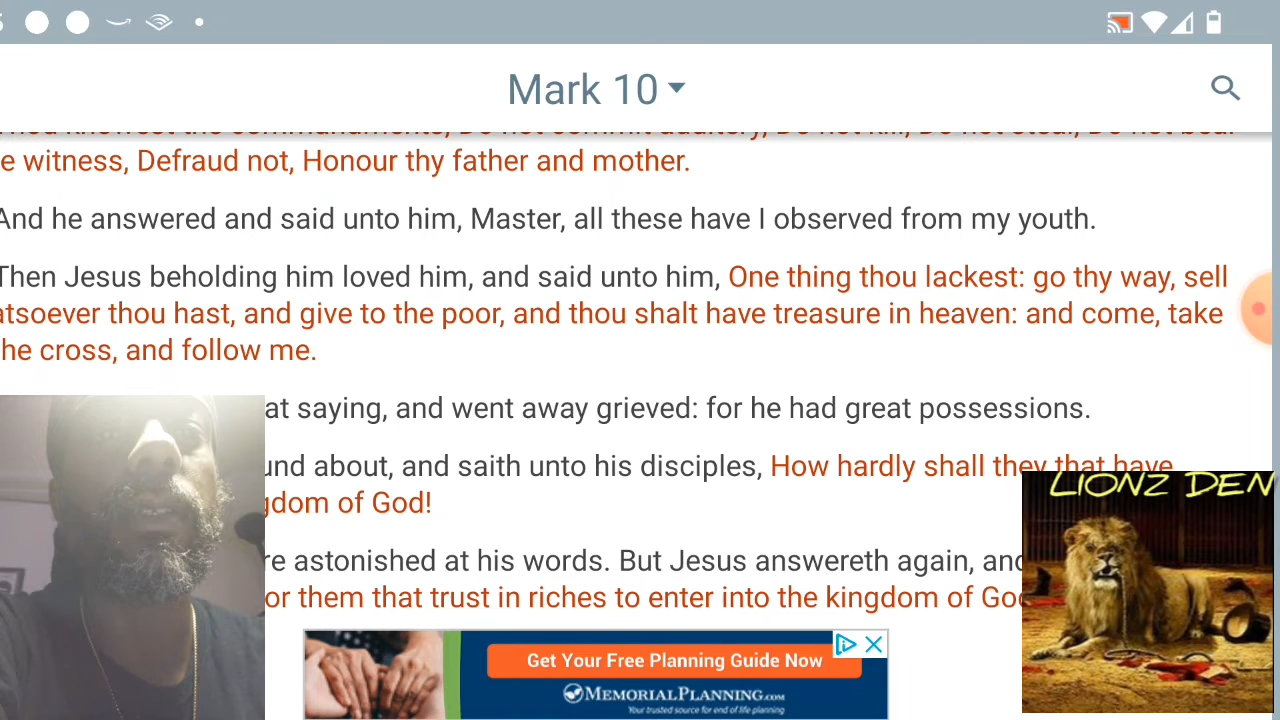 Mark 10
e witness, Defraud not, Honour thy father and mother.
And he answered and said unto him, Master, all these have I observed from my youth.
Then Jesus beholding him loved him, and said unto him, One thing thou lackest: go thy way, sell
atsoever thou hast, and give to the poor, and thou shalt have treasure in heaven: and come, take
he cross, and follow me.
at saying, and went away grieved: for he had great possessions.
und about, and saith unto his disciples, How hardly shall they that have
gdom of God!
re astonished at his words. But Jesus answereth again, and
or them that trust in riches to enter into the kingdom of God
LIONZ DEN
Get Your Free Planning Guide Now
MEMORIALPLANNING.COM
Your trusted source for end of life planning